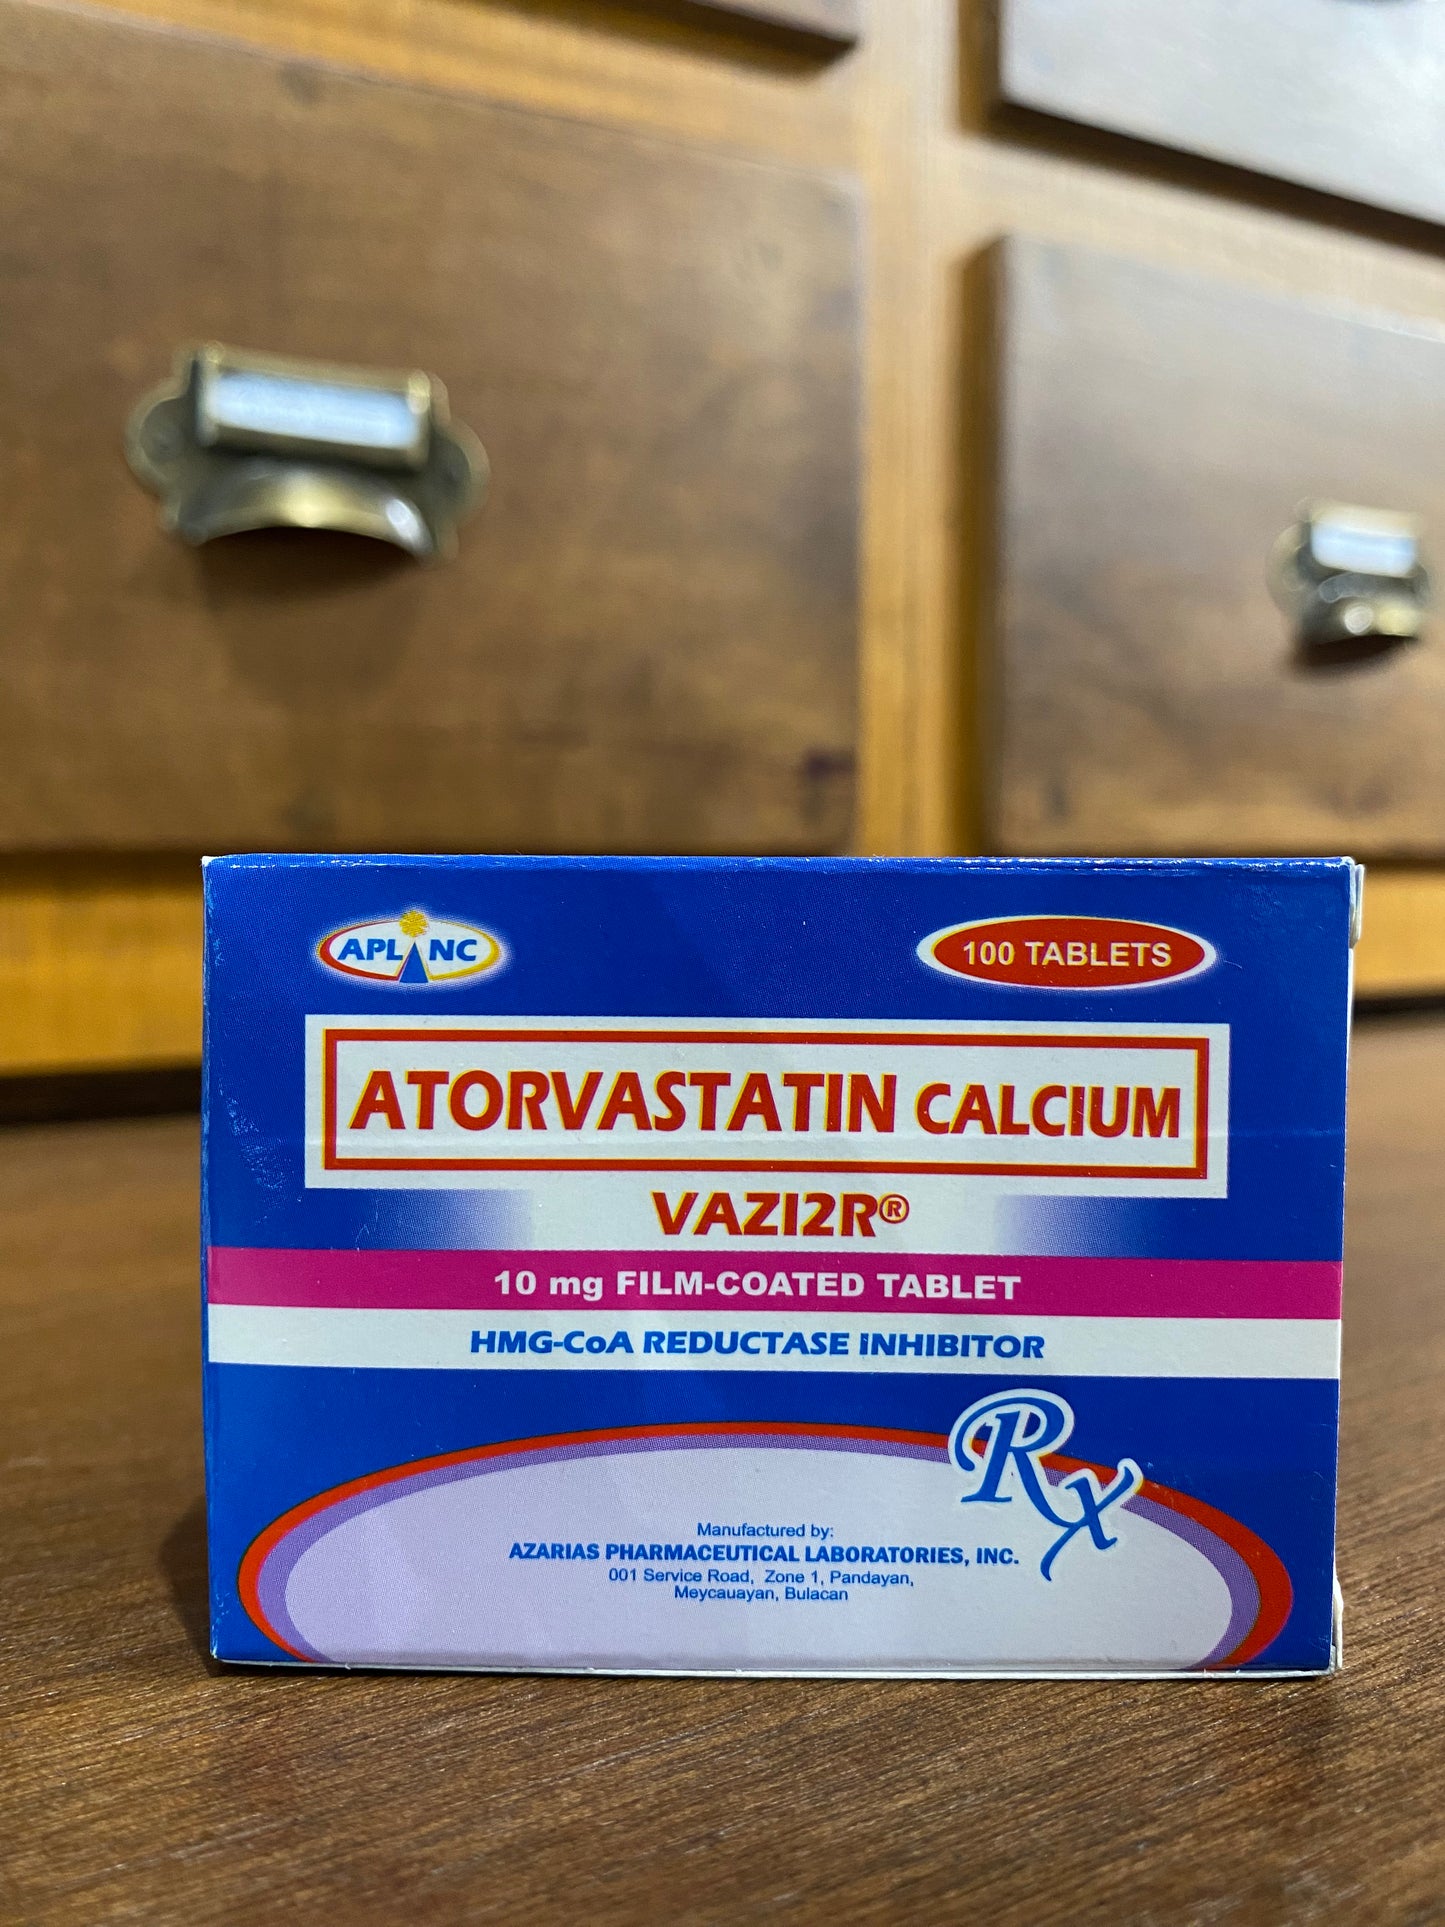 APL NC
100 TABLETS
ATORVASTATIN CALCIUM
VAZI2R®
10 mg FILM-COATED TABLET
HMG-CoA REDUCTASE INHIBITOR
Rx
Manufactured by:
AZARIAS PHARMACEUTICAL LABORATORIES, INC.
001 Service Road, Zone 1, Pandayan,
Meycauayan, Bulacan